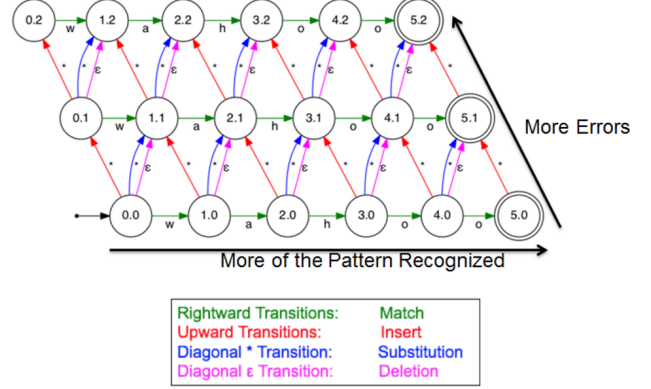 0.2 w 1.2 a 2.2 h 3.2 o 4.2 o 5.2
* * ε * * ε * * ε * * ε * * ε *
0.1 w 1.1 a 2.1 h 3.1 o 4.1 o 5.1
More Errors
* * ε * * ε * * ε * * ε * * ε *
0.0 w 1.0 a 2.0 h 3.0 o 4.0 o 5.0
More of the Pattern Recognized
Rightward Transitions: Match
Upward Transitions: Insert
Diagonal * Transition: Substitution
Diagonal ε Transition: Deletion